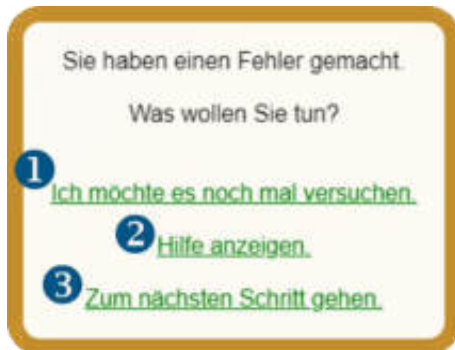 Sie haben einen Fehler gemacht.
Was wollen Sie tun?
1
Ich möchte es noch mal versuchen.
2
Hilfe anzeigen.
3
Zum nächsten Schritt gehen.